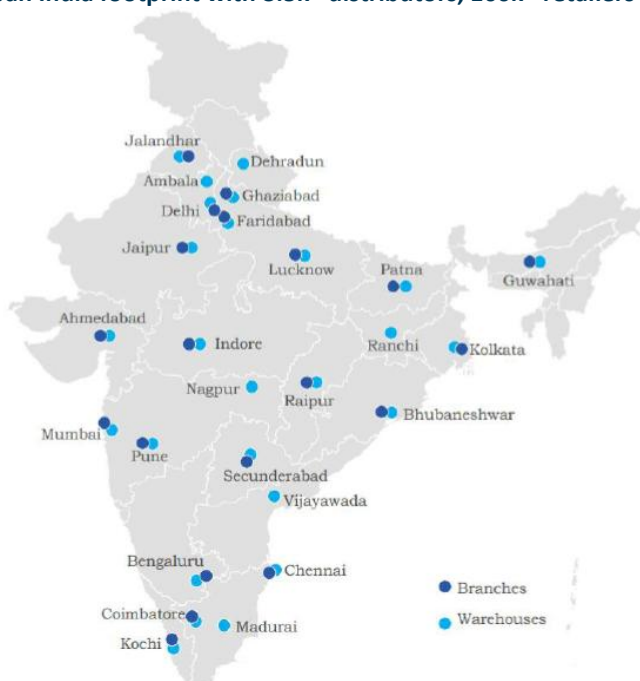 Jalandhar
Dehradun
Ambala
Ghaziabad
Delhi
Faridabad
Jaipur
Lucknow
Patna
Guwahati
Ahmedabad
Indore
Ranchi
Kolkata
Nagpur
Raipur
Bhubaneshwar
Mumbai
Pune
Secunderabad
Vijayawada
Bengaluru
Chennai
Branches
Coimbatore
Madurai
Warehouses
Kochi